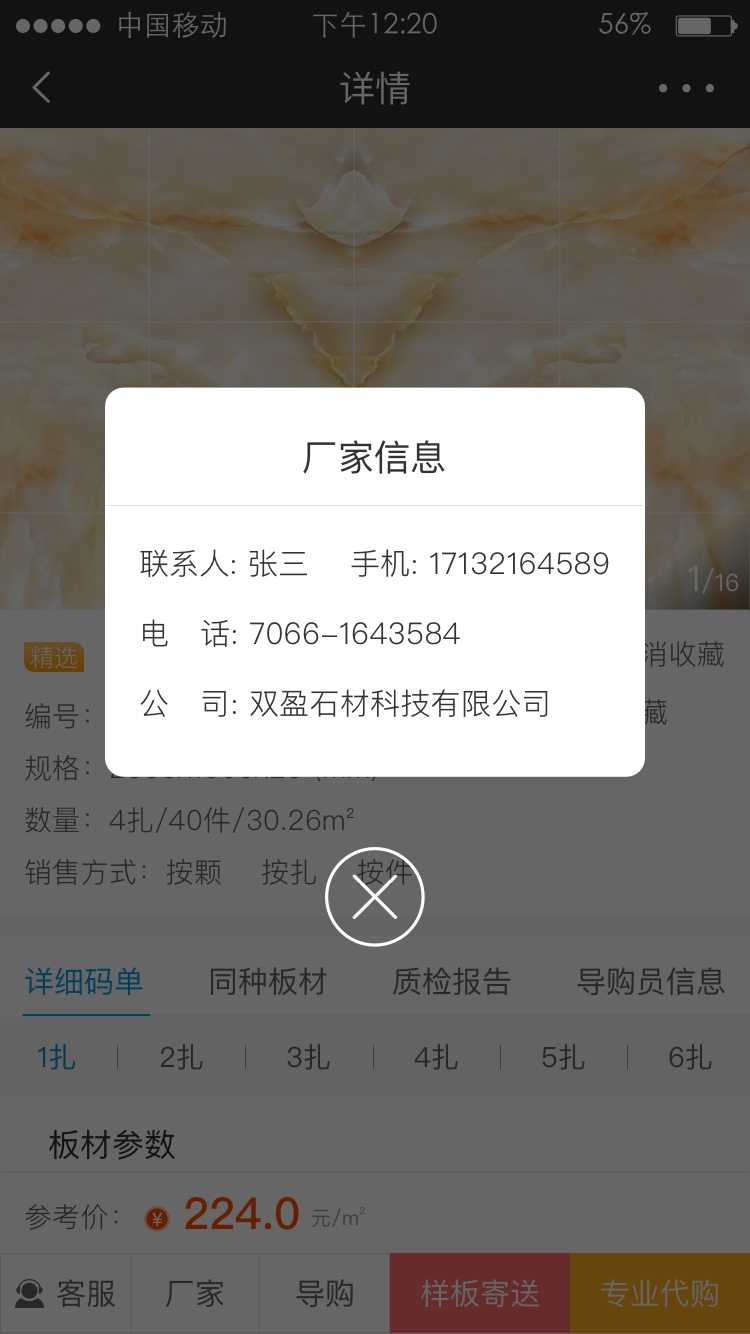 中国移动 下午12:20 56%
详情
1/16
厂家信息
联系人: 张三 手机: 17132164589
电 话: 7066-1643584
公 司: 双盈石材科技有限公司
精选 消收藏
编号: 藏
规格:
数量: 4扎/40件/30.26m²
销售方式: 按颗 按扎 按件
详细码单 同种板材 质检报告 导购员信息
1扎 2扎 3扎 4扎 5扎 6扎
板材参数
参考价: ¥ 224.0 元/m²
客服 厂家 导购 样板寄送 专业代购